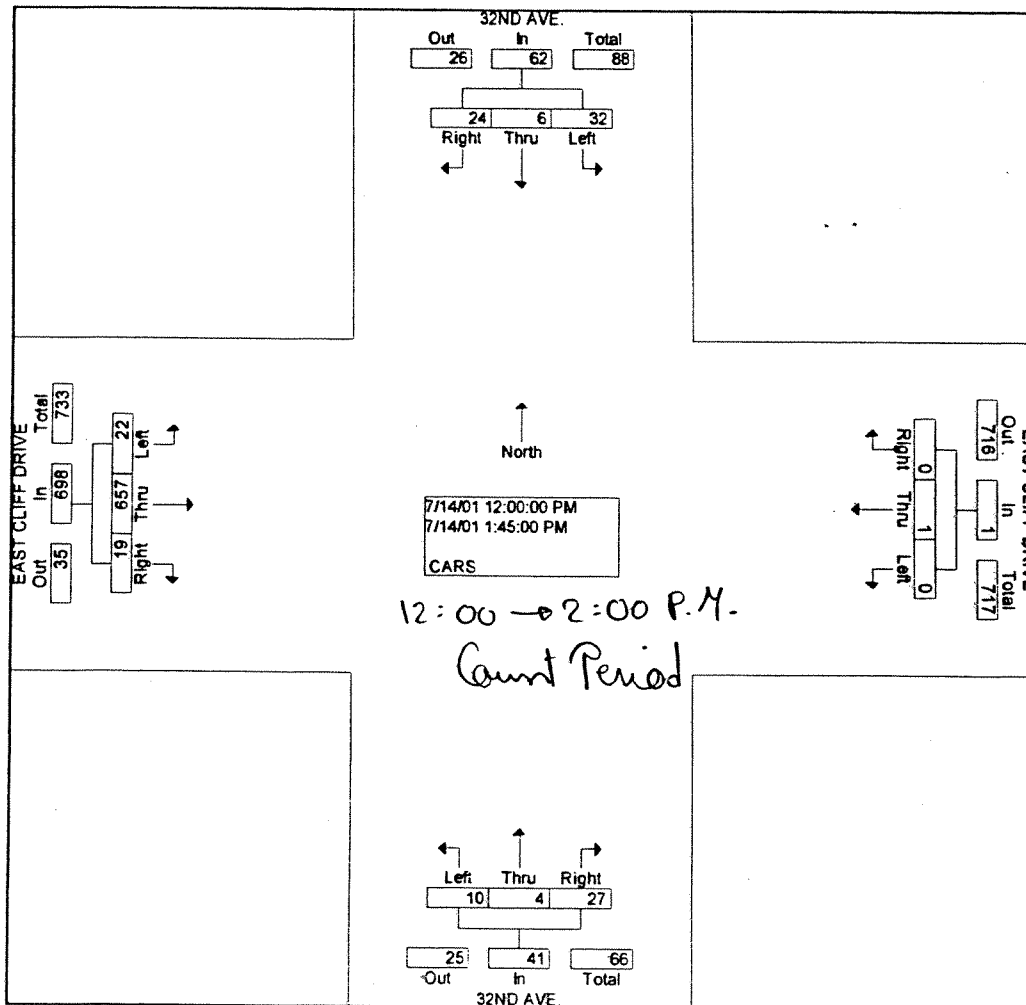 32ND AVE.
Out In Total
26 62 88
24 6 32
Right Thru Left
EAST CLIFF DRIVE
Total In Out
733 698 35
22 657 19
Left Thru Right
North
7/14/01 12:00:00 PM
7/14/01 1:45:00 PM
CARS
12:00 → 2:00 P.M.
Count Period
Right Thru Left
0 1 0
716 1 717
Out In Total
Left Thru Right
10 4 27
25 41 66
Out In Total
32ND AVE.